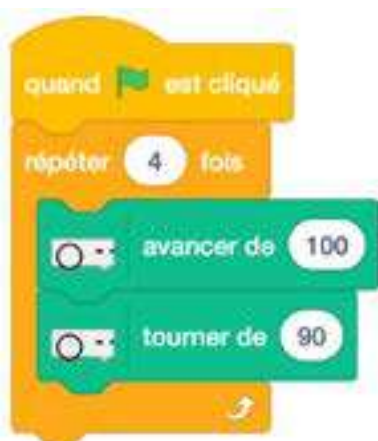 quand est cliqué
répéter 4 fois
avancer de 100
tourner de 90